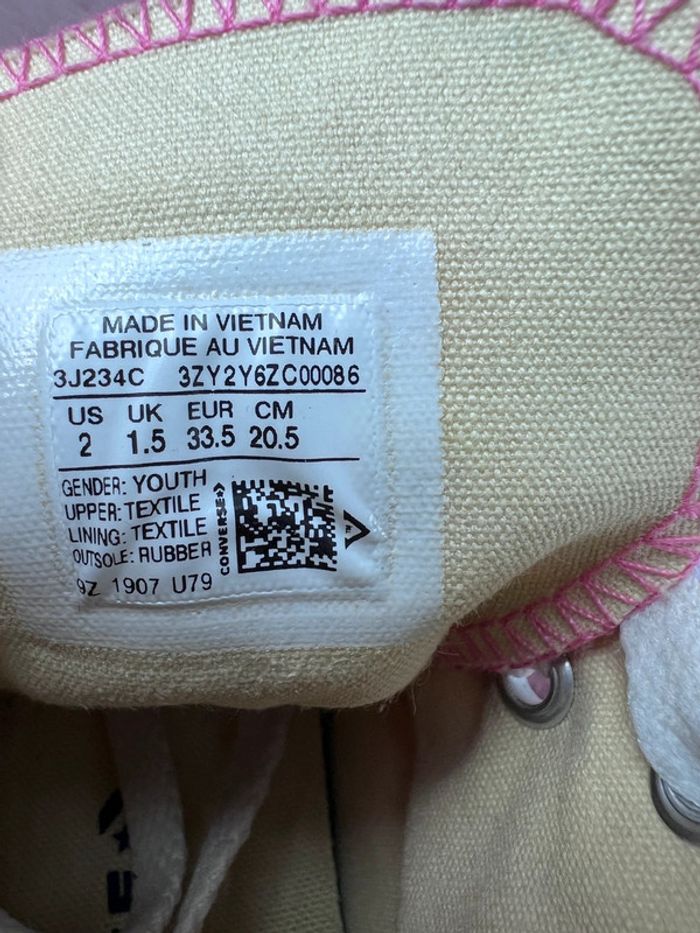 MADE IN VIETNAM
FABRIQUE AU VIETNAM
3J234C 3ZY2Y6ZC00086
US UK EUR CM
2 1.5 33.5 20.5
GENDER: YOUTH
UPPER: TEXTILE
LINING: TEXTILE
OUTSOLE: RUBBER
9Z 1907 U79
CONVERSE